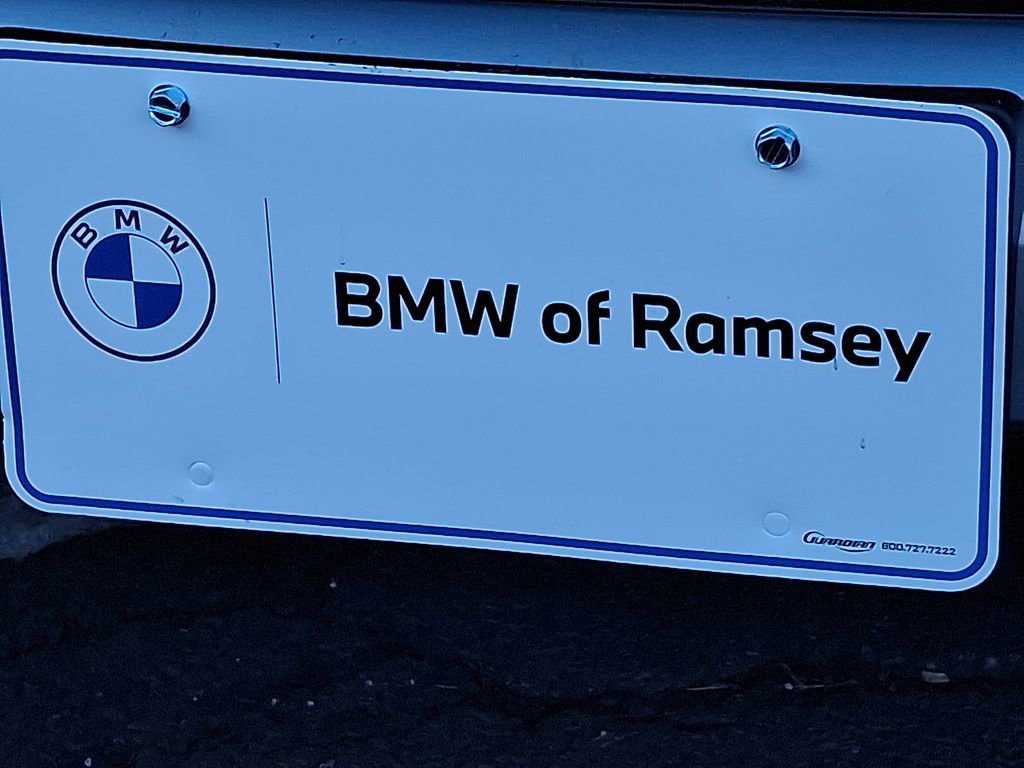 BMW
BMW of Ramsey
GUARDIAN 800.727.7222